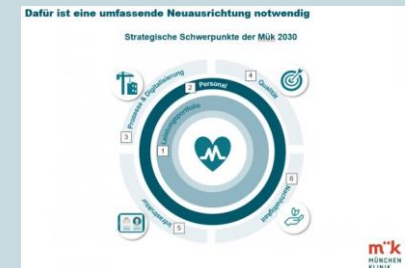 Dafür ist eine umfassende Neuausrichtung notwendig
Strategische Schwerpunkte der Mük 2030
1 Leistungsportfolio
2 Personal
3 Prozesse & Digitalisierung
4 Qualität
5 Infrastruktur
6 Nachhaltigkeit
m**k
MÜNCHEN
KLINIK